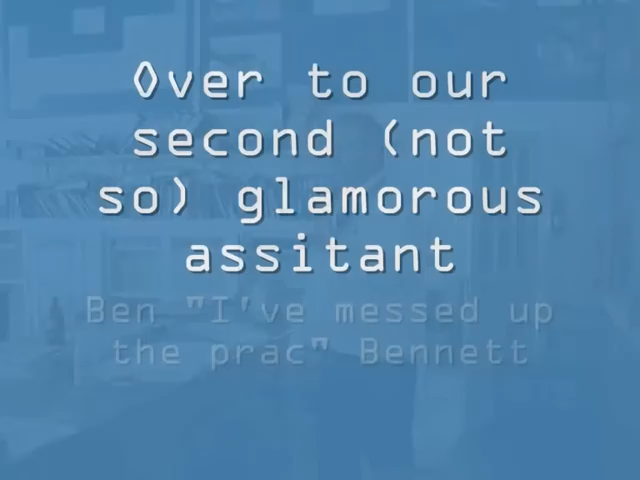 Over to our
second (not
so) glamorous
assitant
Ben "I've messed up
the prac" Bennett